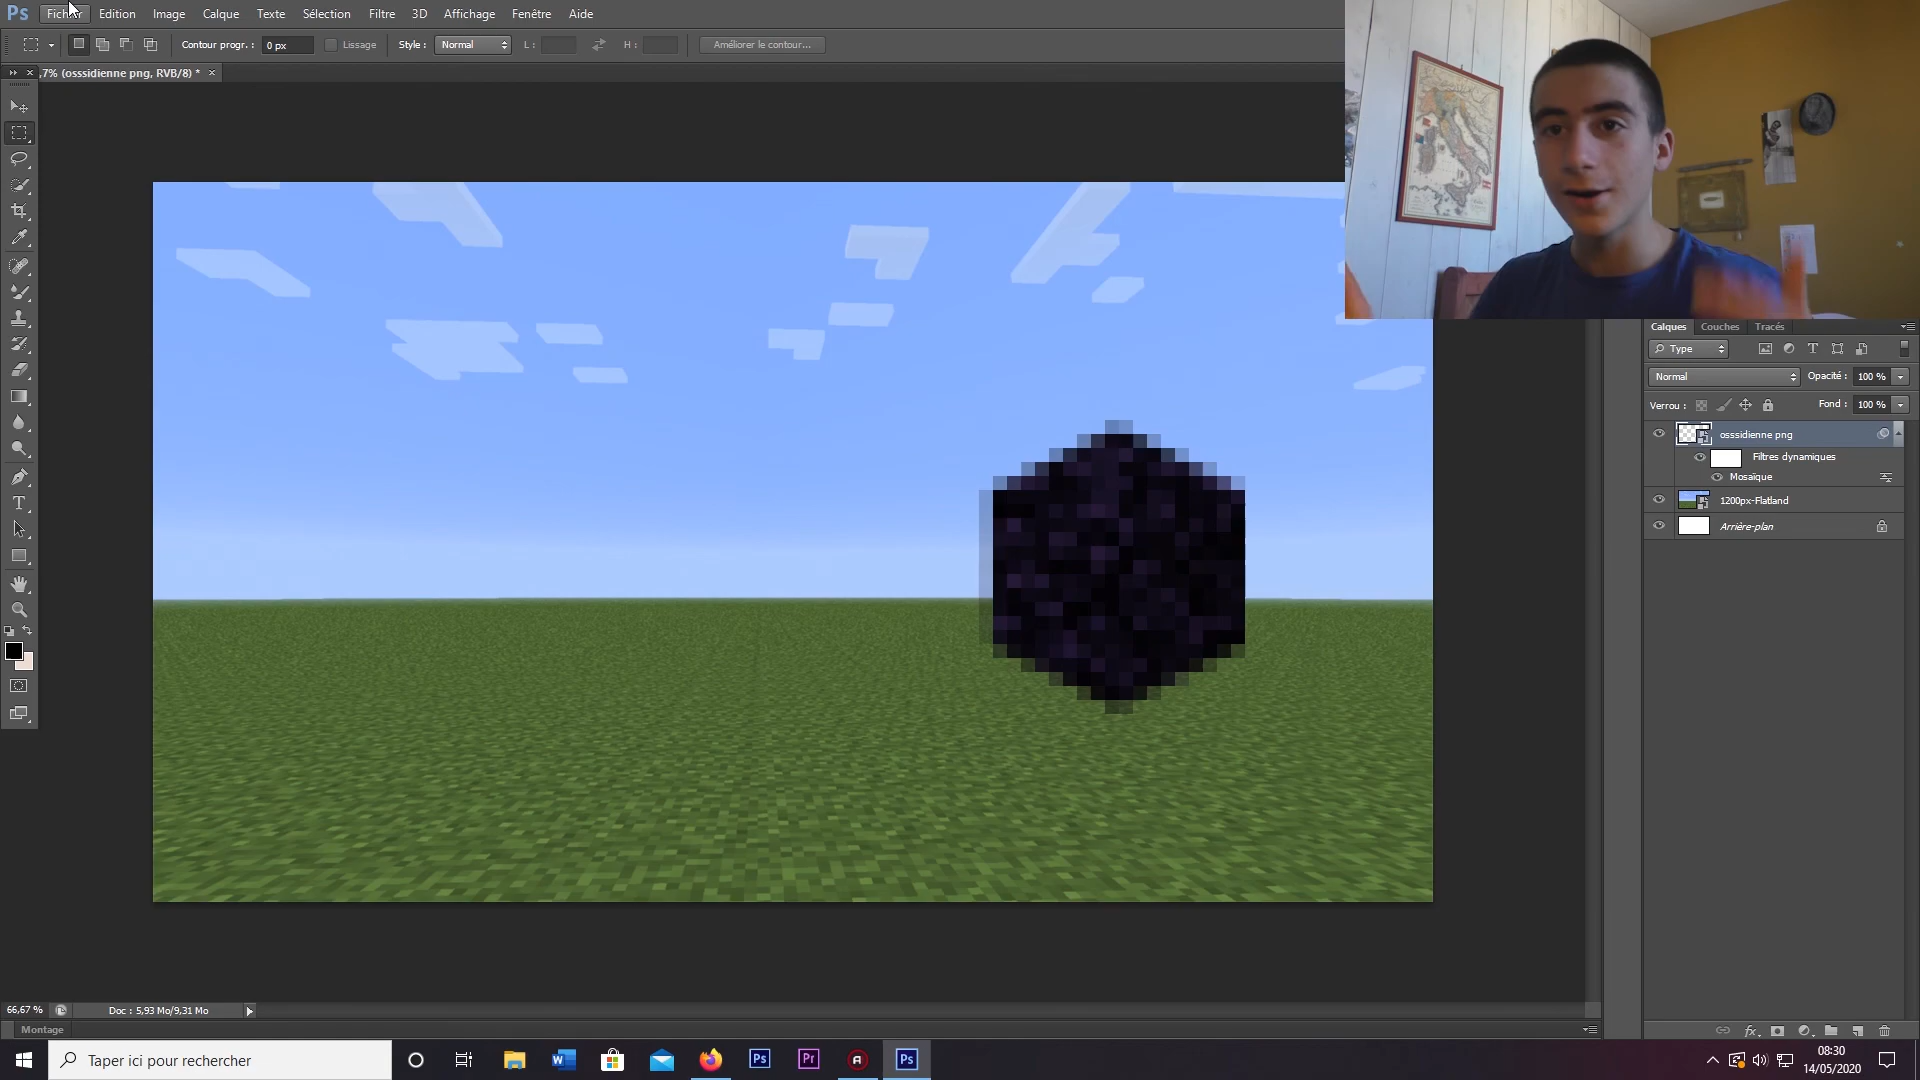 Ps Fichier Edition Image Calque Texte Sélection Filtre 3D Affichage Fenêtre Aide
Contour progr. : 0 px Lissage Style : Normal L : H : Améliorer le contour...
,7% (osssidienne png, RVB/8) * ×
Calques Couches Tracés
Type
Normal Opacité : 100 %
Verrou : Fond : 100 %
osssidienne png
Filtres dynamiques
Mosaïque
1200px-Flatland
Arrière-plan
66,67 % Doc : 5,93 Mo/9,31 Mo
Montage
Taper ici pour rechercher
08:30
14/05/2020